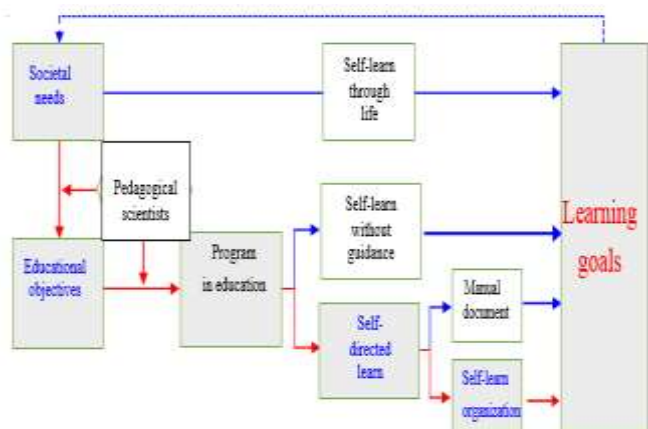 Societal
needs
Self-learn
through
life
Pedagogical
scientists
Self-learn
without
guidance
Learning
goals
Educational
objectives
Program
in education
Manual
document
Self-
directed
learn
Self-learn
organization